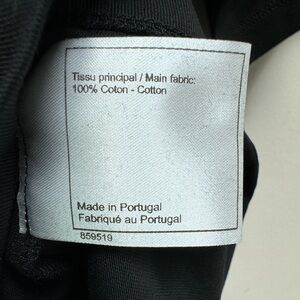 Tissu principal / Main fabric:
100% Coton - Cotton
Made in Portugal
Fabriqué au Portugal
859519